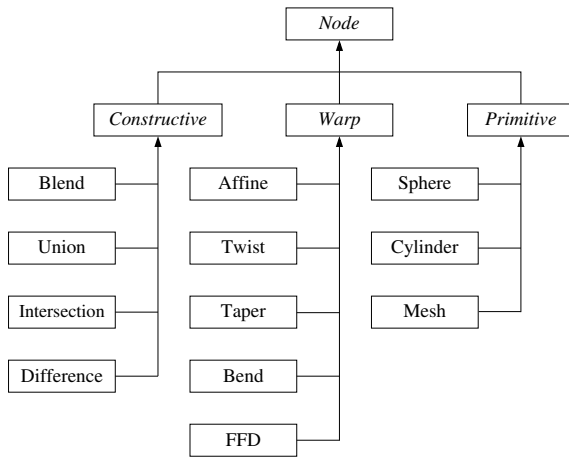 Node
Constructive
Warp
Primitive
Blend
Affine
Sphere
Union
Twist
Cylinder
Intersection
Taper
Mesh
Difference
Bend
FFD